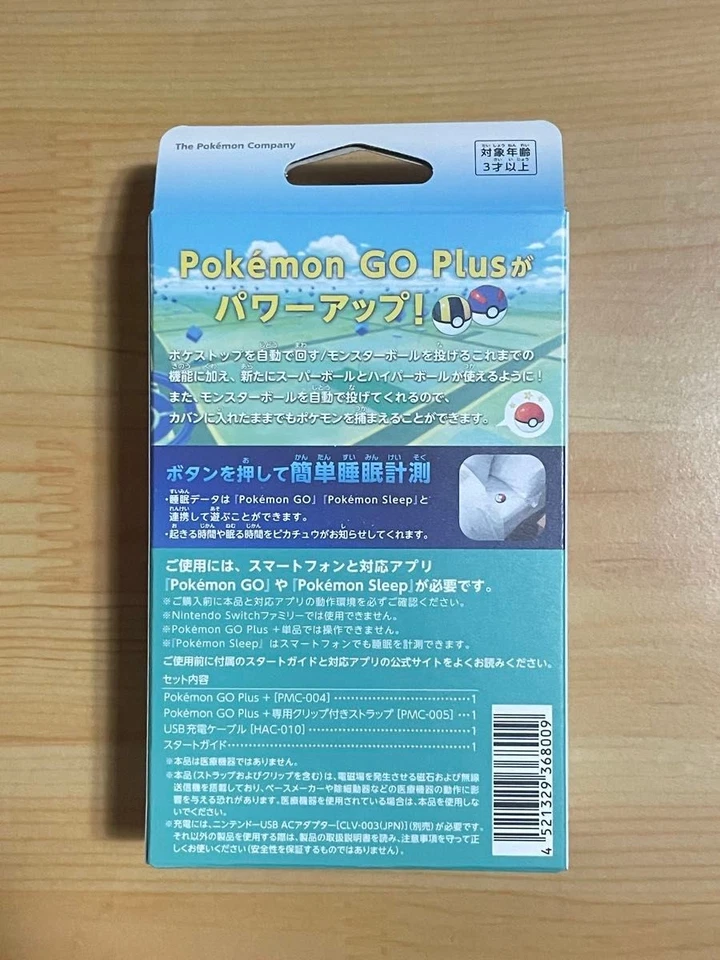 The Pokémon Company
対象年齢
3才以上
Pokémon GO Plusが
パワーアップ!
ポケストップを自動で回す/モンスターボールを投げるこれまでの
機能に加え、新たにスーパーボールとハイパーボールが使えるように!
また、モンスターボールを自動で投げてくれるので、
カバンに入れたままでもポケモンを捕まえることができます。
ボタンを押して簡単睡眠計測
・睡眠データは『Pokémon GO』『Pokémon Sleep』と
連携して遊ぶことができます。
・起きる時間や眠る時間をピカチュウがお知らせしてくれます。
ご使用には、スマートフォンと対応アプリ
『Pokémon GO』や『Pokémon Sleep』が必要です。
※ご購入前に本品と対応アプリの動作環境を必ずご確認ください。
※Nintendo Switchファミリーでは使用できません。
※Pokémon GO Plus +単品では操作できません。
※『Pokémon Sleep』はスマートフォンでも睡眠を計測できます。
ご使用前に付属のスタートガイドと対応アプリの公式サイトをよくお読みください。
セット内容
Pokémon GO Plus + [PMC-004] ……………………… 1
Pokémon GO Plus +専用クリップ付きストラップ [PMC-005] … 1
USB充電ケーブル [HAC-010] ……………………… 1
スタートガイド……………………………………… 1
※本品は医療機器ではありません。
※本品(ストラップおよびクリップを含む)は、電磁場を発生させる磁石および無線
送信機を搭載しており、ペースメーカーや除細動器などの医療機器の動作に影
響を与える恐れがあります。医療機器を使用されている場合は、本品を使用しな
いでください。
※充電には、ニンテンドーUSB ACアダプター[CLV-003(JPN)](別売)が必要です。
それ以外の製品を使用する際は、製品の取扱説明書を読み、注意事項を守って正
しくお使いください(安全性を保証するものではありません)。
4 521329 368009